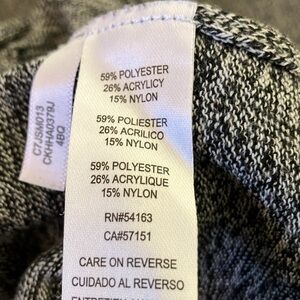 59% POLYESTER
26% ACRYLICY
15% NYLON
59% POLIESTER
26% ACRILICO
15% NYLON
59% POLYESTER
26% ACRYLIQUE
15% NYLON
RN#54163
CA#57151
CARE ON REVERSE
CUIDADO AL REVERSO
C7JSM013
CKHHA0379J
4BQ